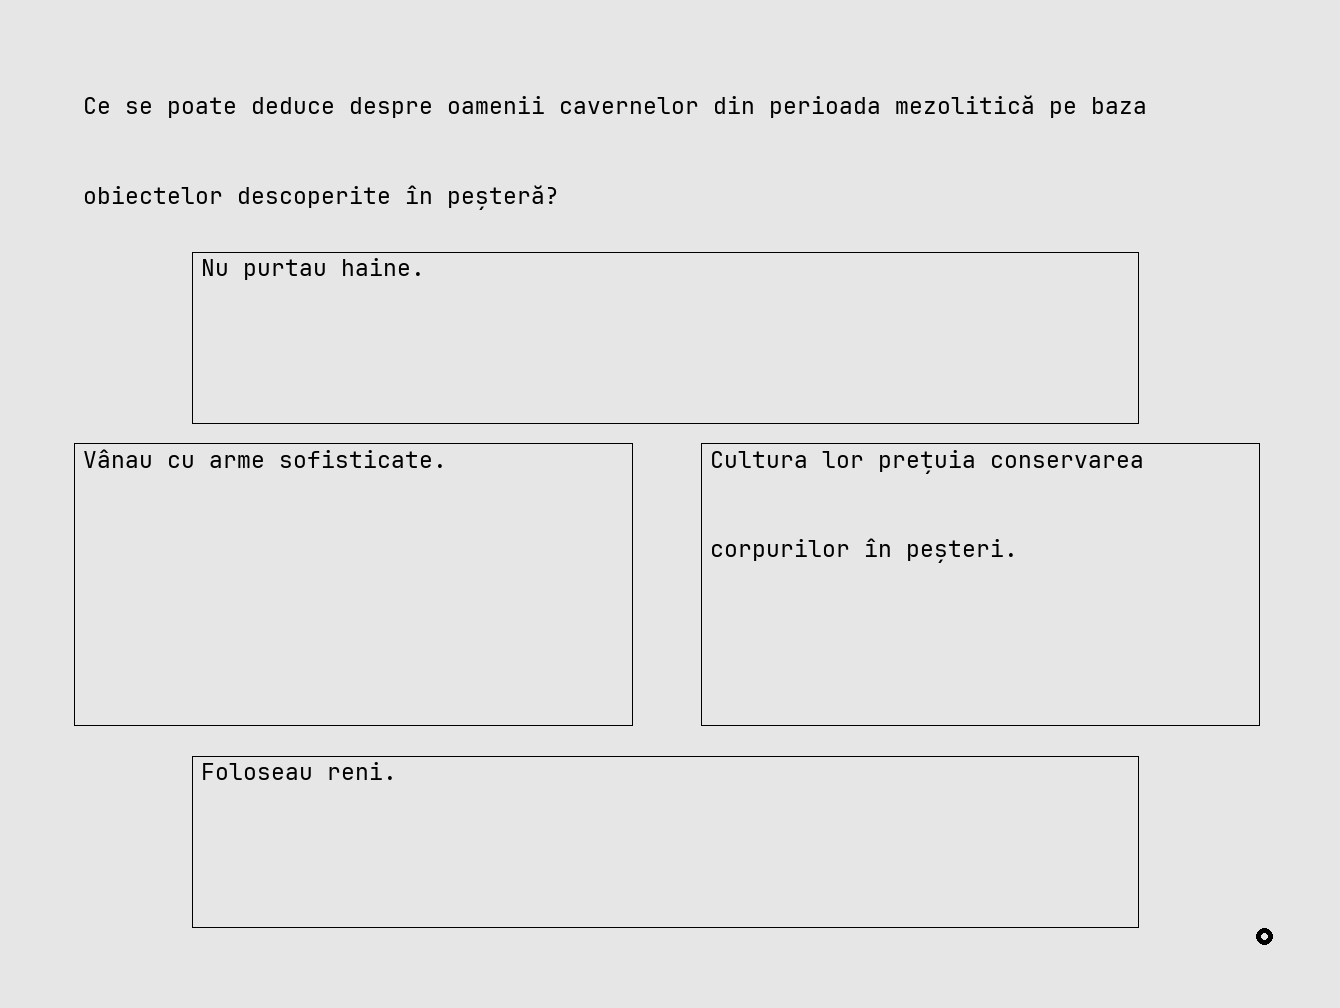 Ce se poate deduce despre oamenii cavernelor din perioada mezolitică pe baza
obiectelor descoperite în peșteră?
Nu purtau haine.
Vânau cu arme sofisticate.
Cultura lor prețuia conservarea
corpurilor în peșteri.
Foloseau reni.